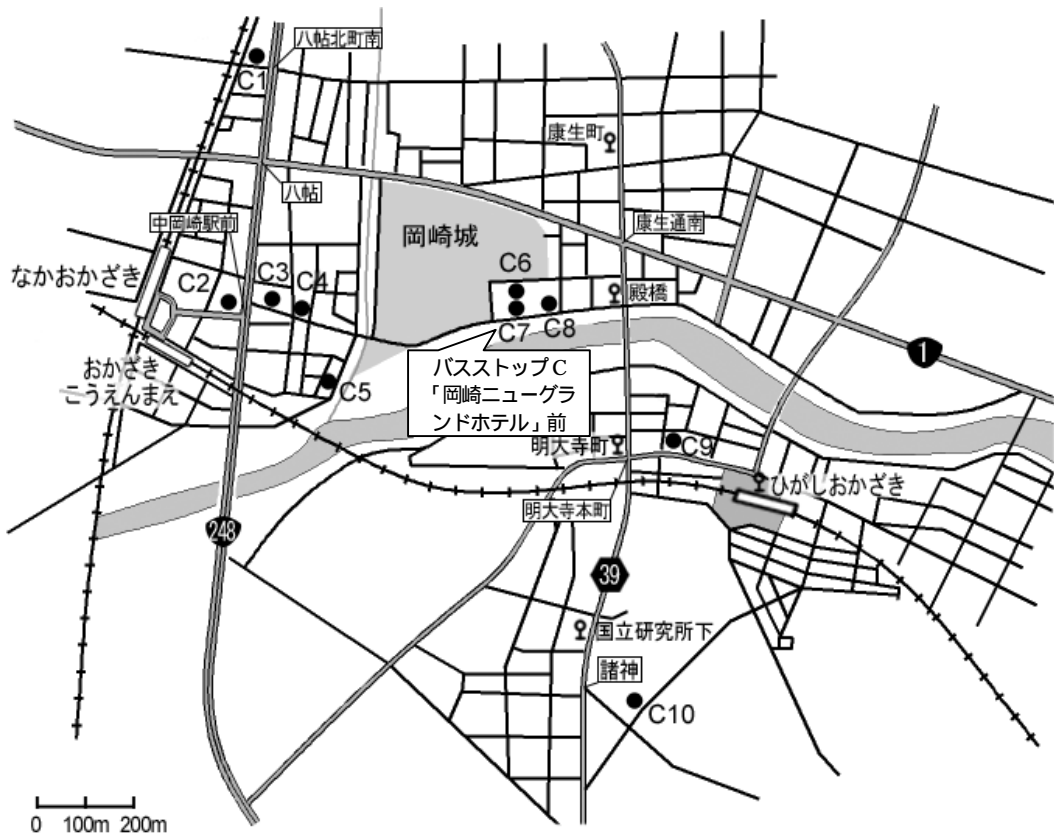 八帖北町南
C1
康生町
八帖
中岡崎駅前
岡崎城
康生通南
なかおかざき
C2
C3
C4
C6
殿橋
C7
C8
1
おかざき
こうえんまえ
C5
バスストップC
「岡崎ニューグラ
ンドホテル」前
明大寺町
C9
ひがしおかざき
明大寺本町
248
39
国立研究所下
諸神
C10
0 100m 200m